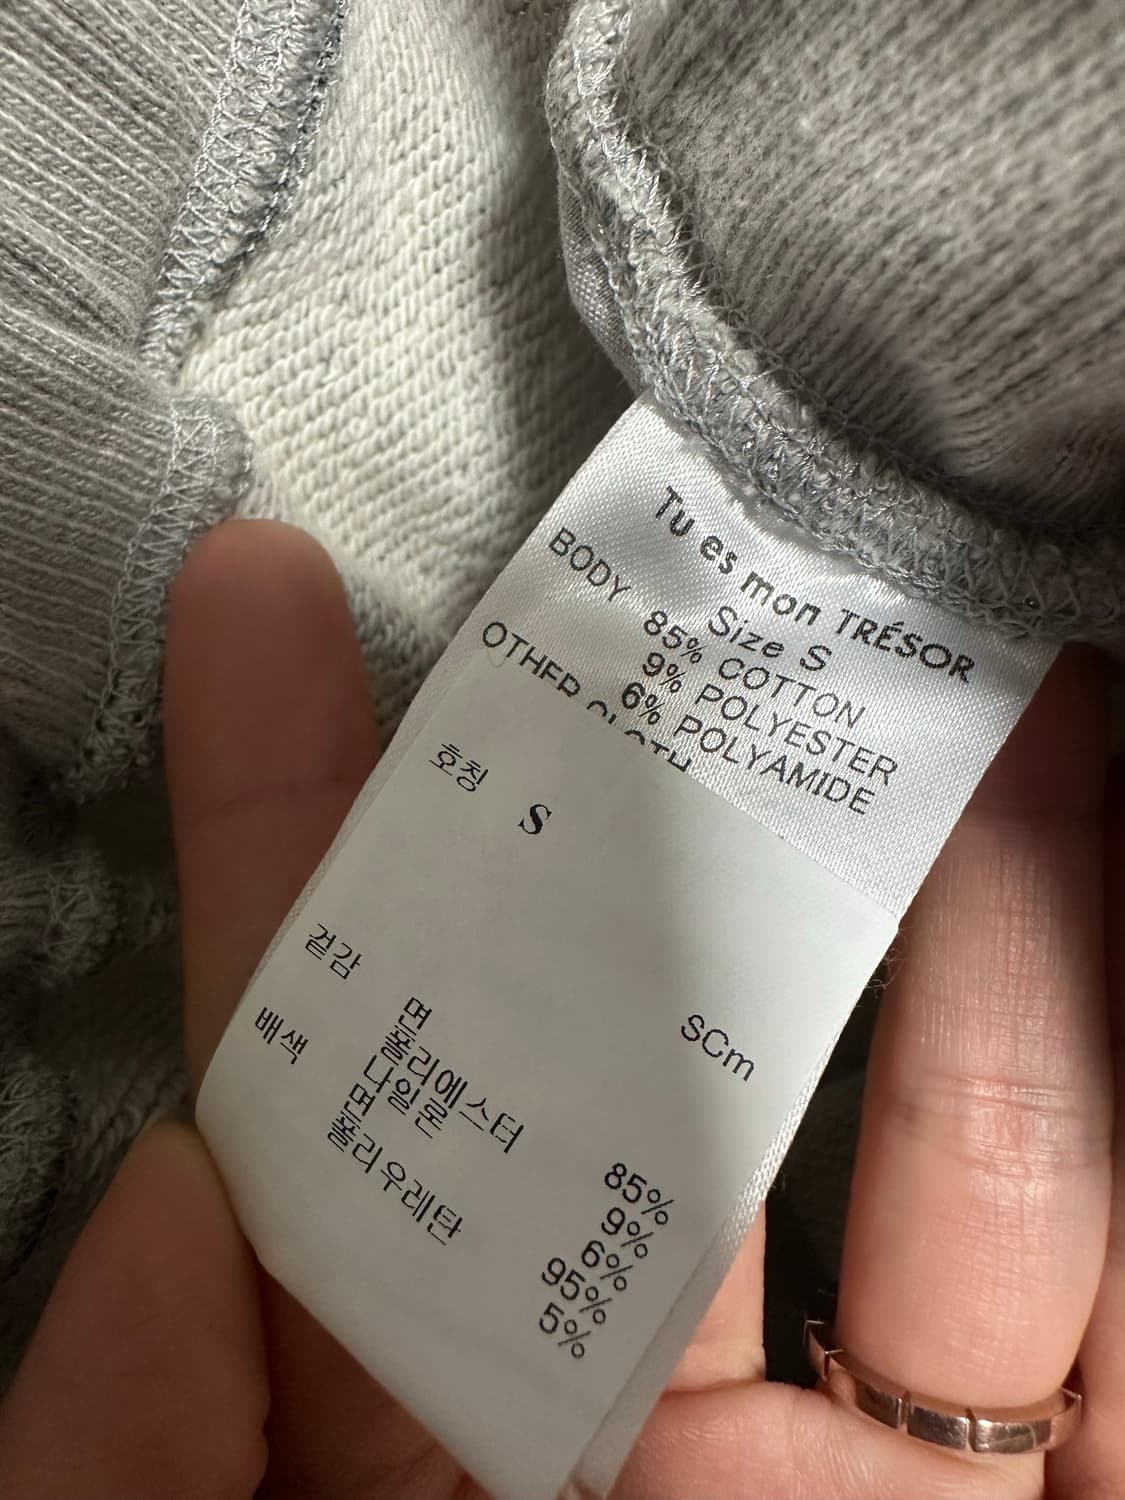 Tu es mon TRÉSOR
Size S
BODY 85% COTTON
9% POLYESTER
6% POLYAMIDE
OTHER CLOTH
호칭 S
SCm
겉감 면 85%
폴리에스터 9%
나일론 6%
배색 면 95%
폴리우레탄 5%